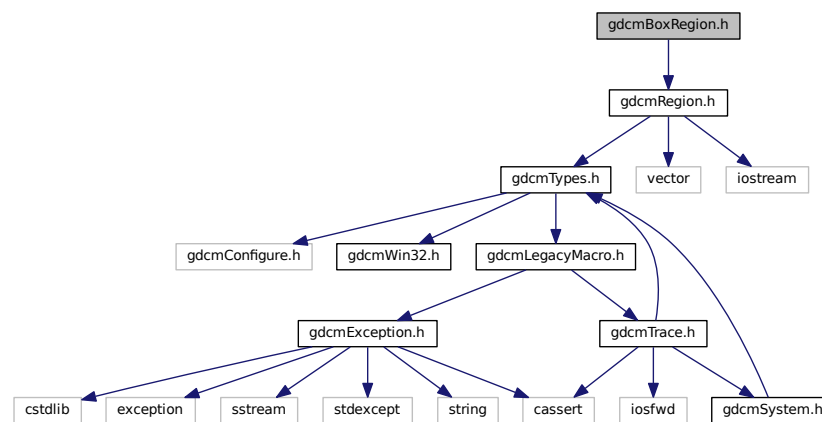 gdcmBoxRegion.h
gdcmRegion.h
gdcmTypes.h
vector
iostream
gdcmConfigure.h
gdcmWin32.h
gdcmLegacyMacro.h
gdcmException.h
gdcmTrace.h
cstdlib
exception
sstream
stdexcept
string
cassert
iosfwd
gdcmSystem.h